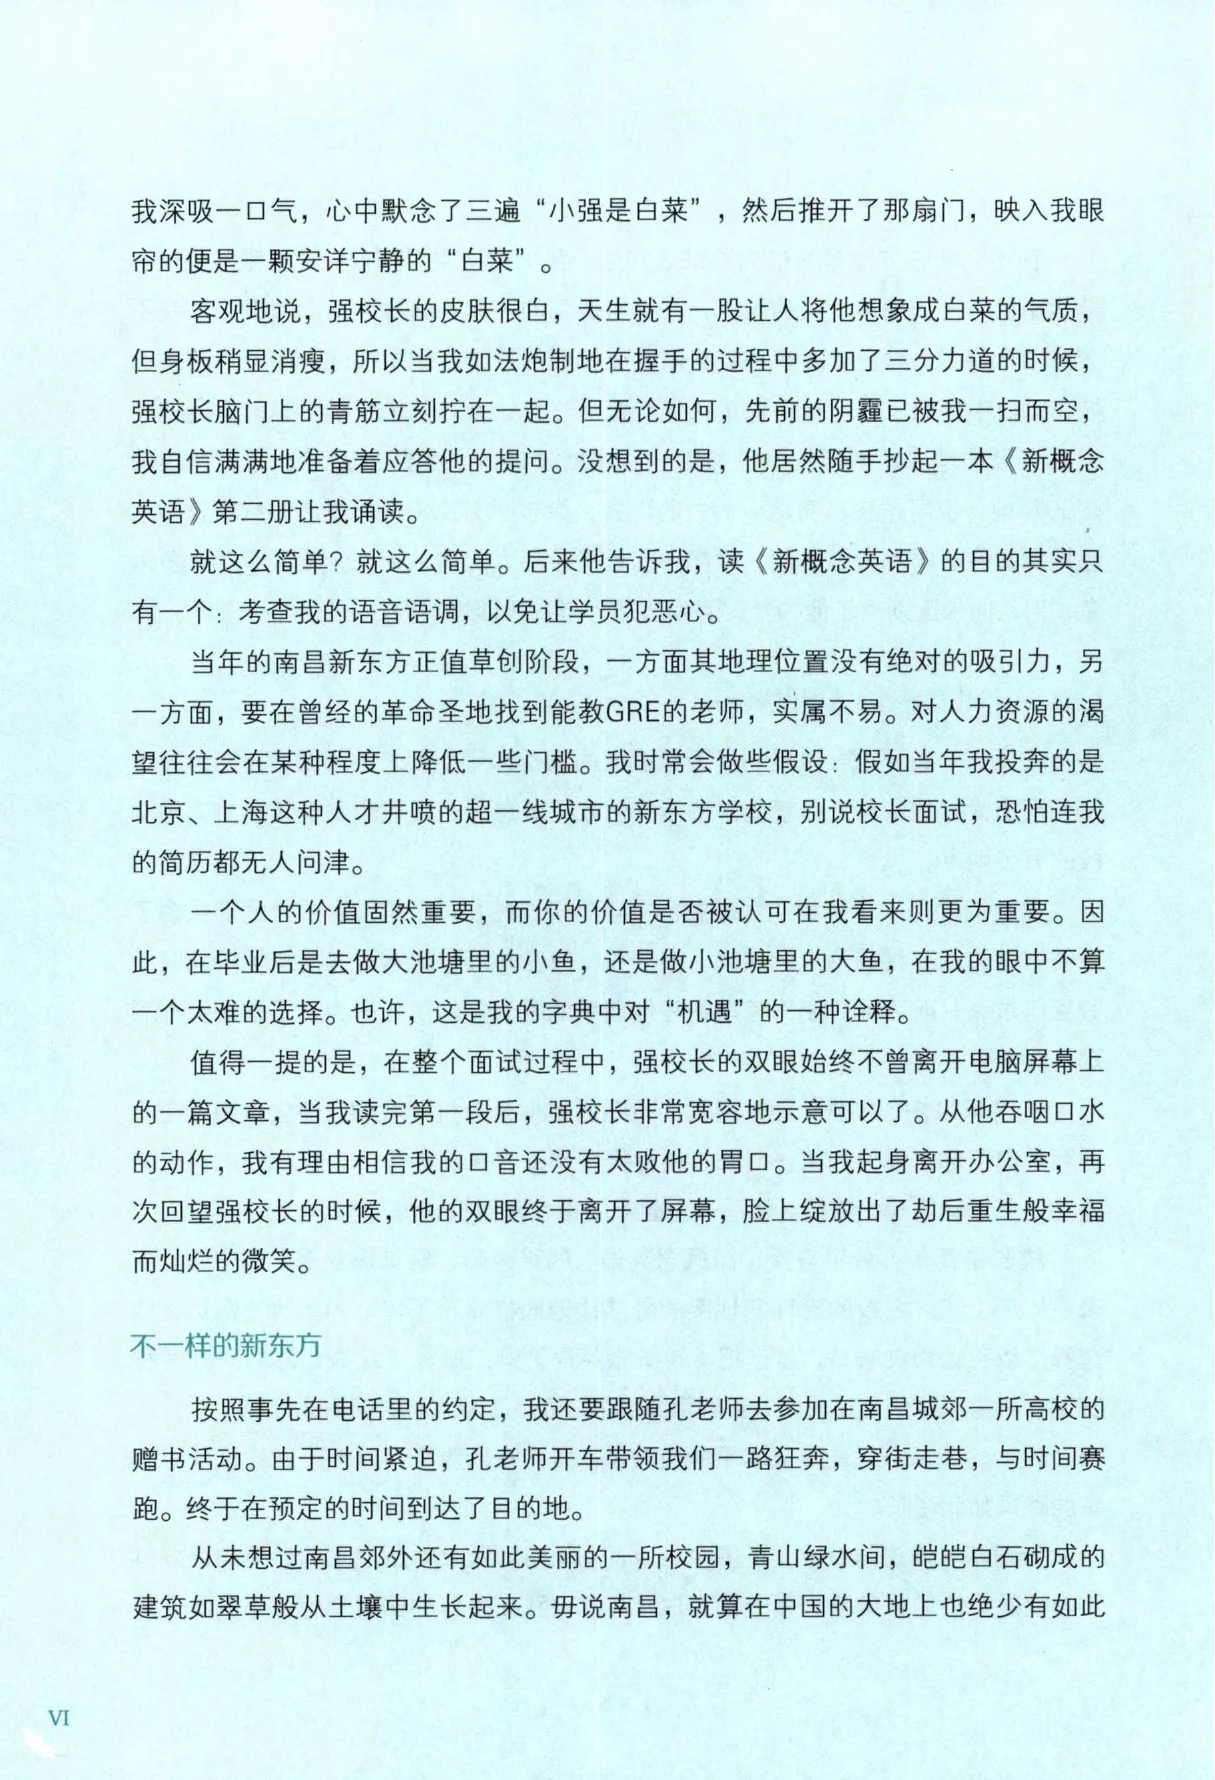 我深吸一口气，心中默念了三遍“小强是白菜”，然后推开了那扇门，映入我眼
帘的便是一颗安详宁静的“白菜”。
客观地说，强校长的皮肤很白，天生就有一股让人将他想象成白菜的气质，
但身板稍显消瘦，所以当我如法炮制地在握手的过程中多加了三分力道的时候，
强校长脑门上的青筋立刻拧在一起。但无论如何，先前的阴霾已被我一扫而空，
我自信满满地准备着应答他的提问。没想到的是，他居然随手抄起一本《新概念
英语》第二册让我诵读。
就这么简单？就这么简单。后来他告诉我，读《新概念英语》的目的其实只
有一个：考查我的语音语调，以免让学员犯恶心。
当年的南昌新东方正值草创阶段，一方面其地理位置没有绝对的吸引力，另
一方面，要在曾经的革命圣地找到能教GRE的老师，实属不易。对人力资源的渴
望往往会在某种程度上降低一些门槛。我时常会做些假设：假如当年我投奔的是
北京、上海这种人才井喷的超一线城市的新东方学校，别说校长面试，恐怕连我
的简历都无人问津。
一个人的价值固然重要，而你的价值是否被认可在我看来则更为重要。因
此，在毕业后是去做大池塘里的小鱼，还是做小池塘里的大鱼，在我的眼中不算
一个太难的选择。也许，这是我的字典中对“机遇”的一种诠释。
值得一提的是，在整个面试过程中，强校长的双眼始终不曾离开电脑屏幕上
的一篇文章，当我读完第一段后，强校长非常宽容地示意可以了。从他吞咽口水
的动作，我有理由相信我的口音还没有太败他的胃口。当我起身离开办公室，再
次回望强校长的时候，他的双眼终于离开了屏幕，脸上绽放出了劫后重生般幸福
而灿烂的微笑。
不一样的新东方
按照事先在电话里的约定，我还要跟随孔老师去参加在南昌城郊一所高校的
赠书活动。由于时间紧迫，孔老师开车带领我们一路狂奔，穿街走巷，与时间赛
跑。终于在预定的时间到达了目的地。
从未想过南昌郊外还有如此美丽的一所校园，青山绿水间，皑皑白石砌成的
建筑如翠草般从土壤中生长起来。毋说南昌，就算在中国的大地上也绝少有如此
VI